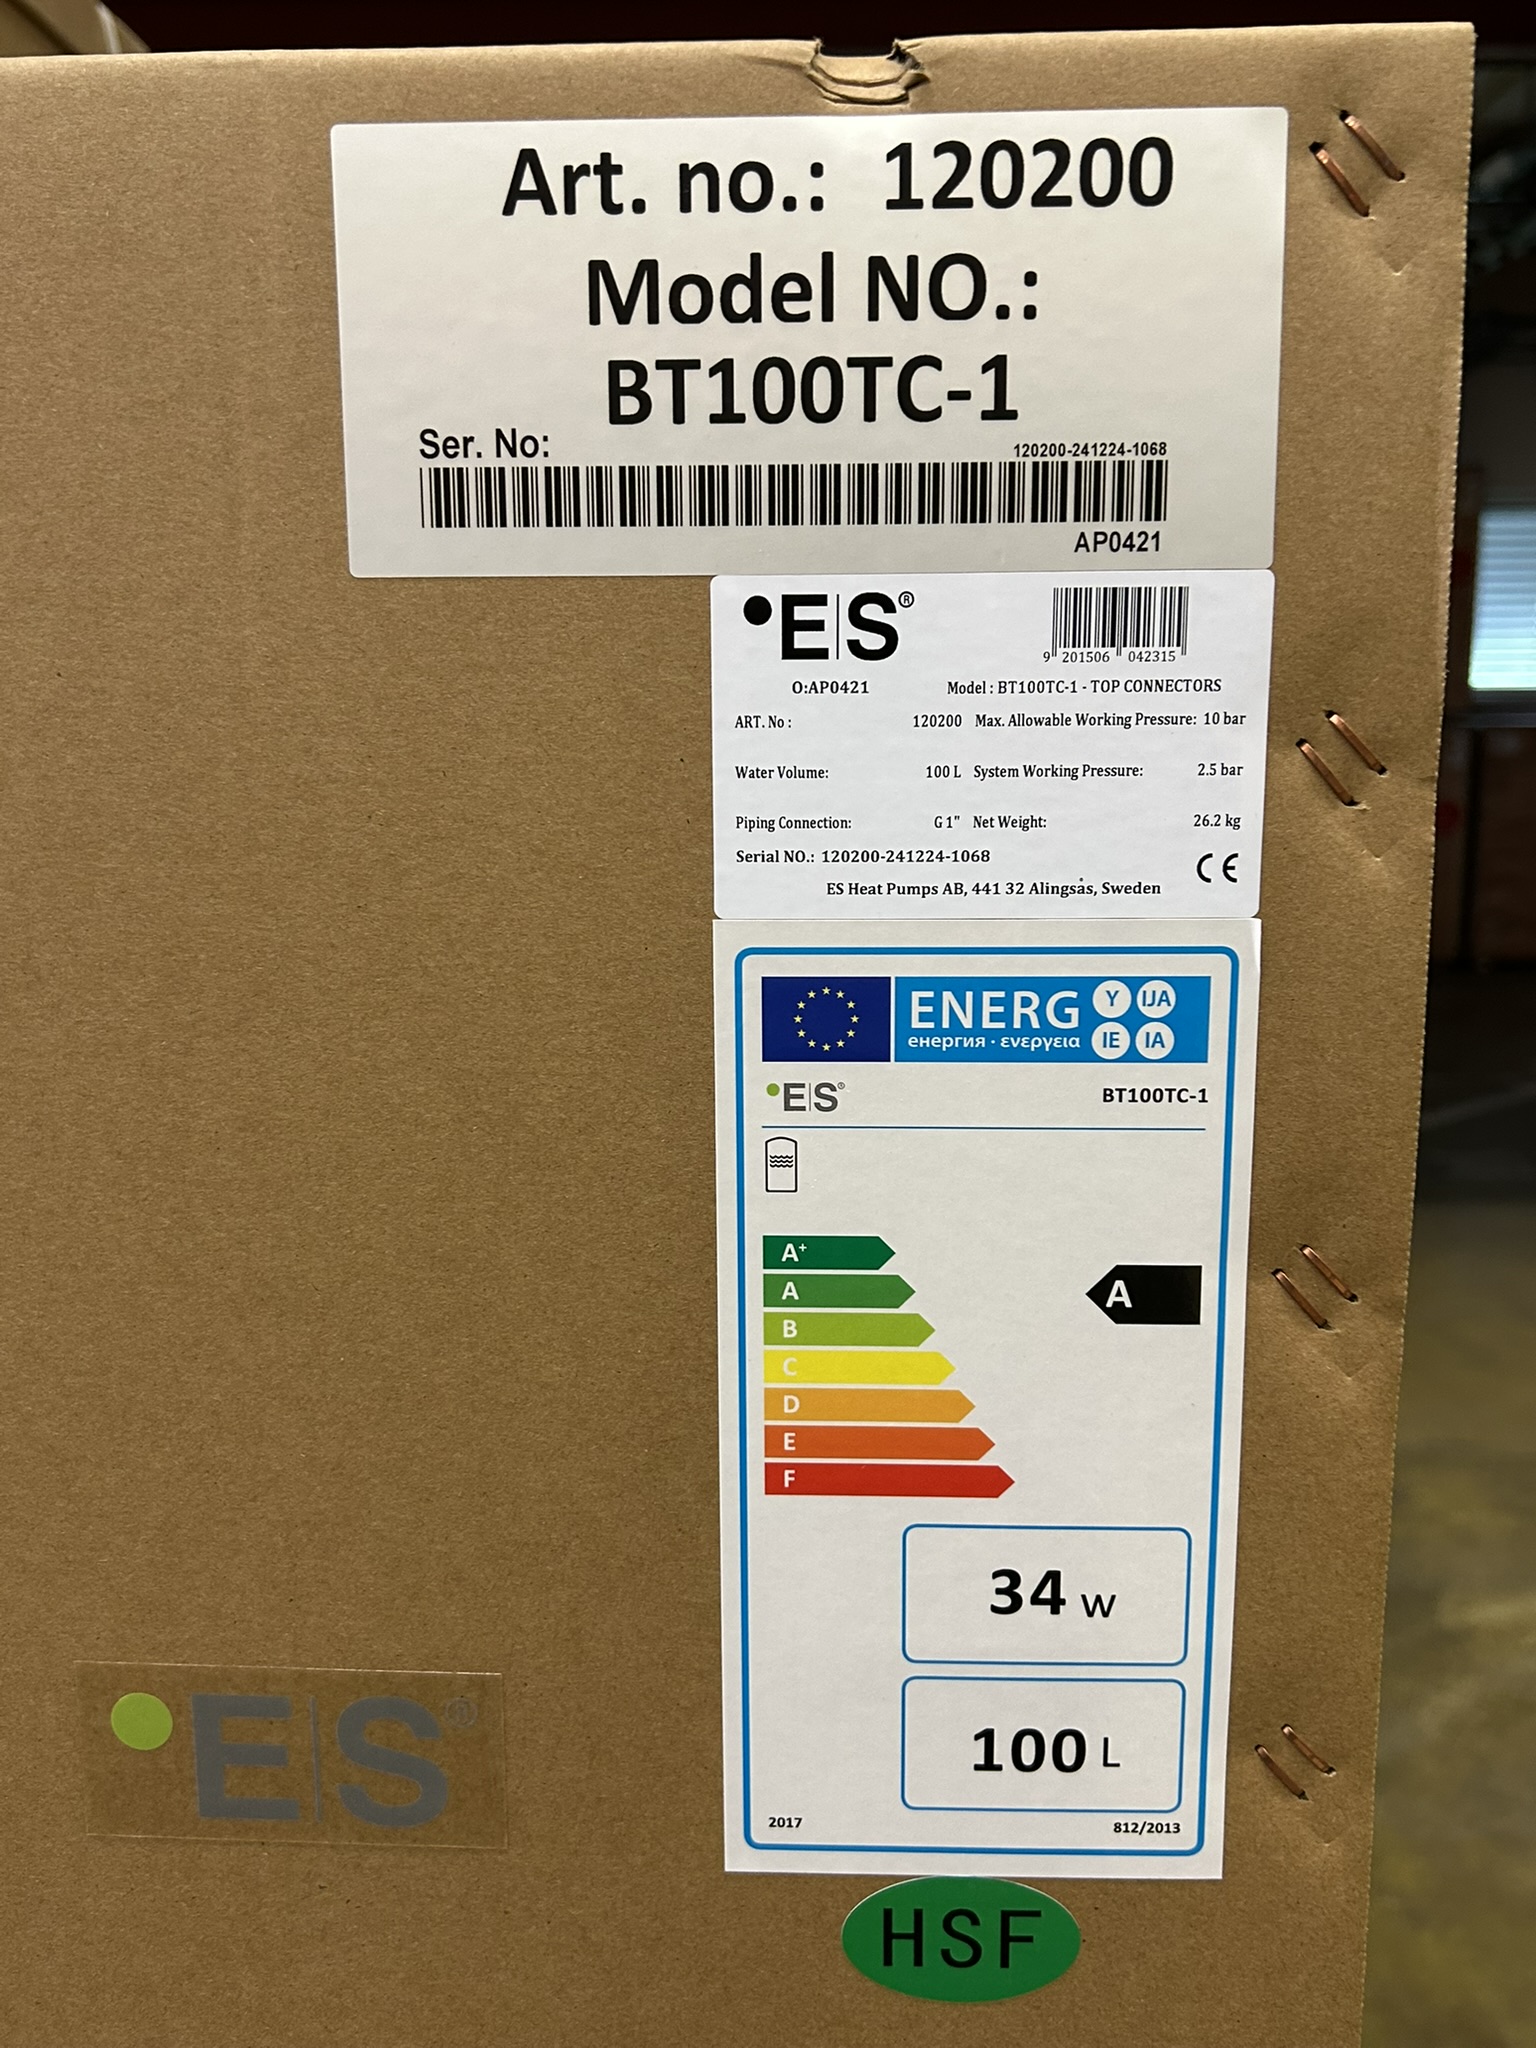 Art. no.: 120200
Model NO.:
BT100TC-1
Ser. No:
120200-241224-1068
AP0421
E|S®
9 201506 042315
O:AP0421 Model : BT100TC-1 - TOP CONNECTORS
ART. No : 120200 Max. Allowable Working Pressure: 10 bar
Water Volume: 100 L System Working Pressure: 2.5 bar
Piping Connection: G 1" Net Weight: 26.2 kg
Serial NO.: 120200-241224-1068
CE
ES Heat Pumps AB, 441 32 Alingsås, Sweden
ENERG Y IJA
енергия · ενεργεια IE IA
E|S® BT100TC-1
A+
A
A
B
C
D
E
F
34 W
100 L
2017 812/2013
E|S®
HSF